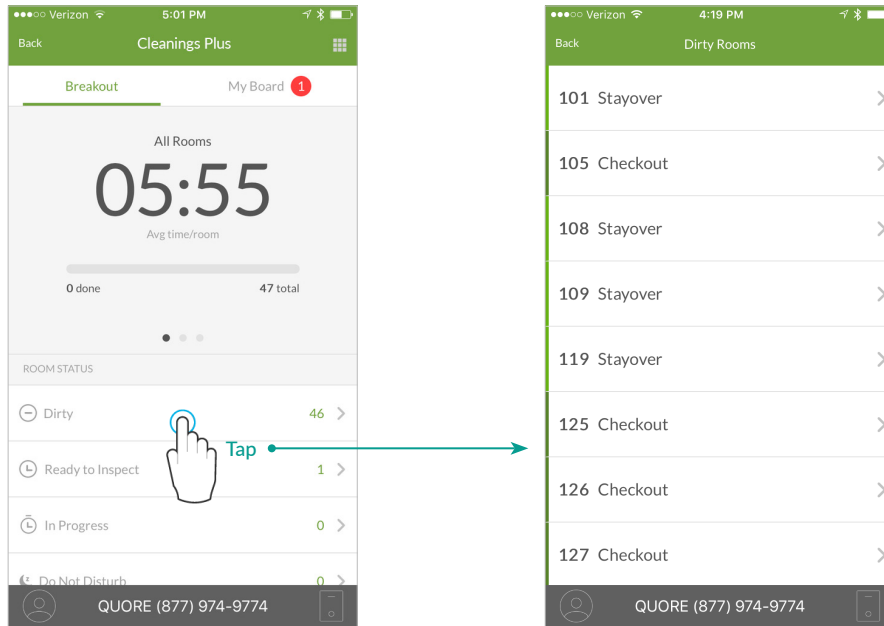 Verizon 5:01 PM
Back Cleanings Plus
Breakout My Board 1
All Rooms
05:55
Avg time/room
0 done 47 total
ROOM STATUS
Dirty 46
Ready to Inspect 1
In Progress 0
Do Not Disturb 0
QUORE (877) 974-9774
Tap
Verizon 4:19 PM
Back Dirty Rooms
101 Stayover
105 Checkout
108 Stayover
109 Stayover
119 Stayover
125 Checkout
126 Checkout
127 Checkout
QUORE (877) 974-9774